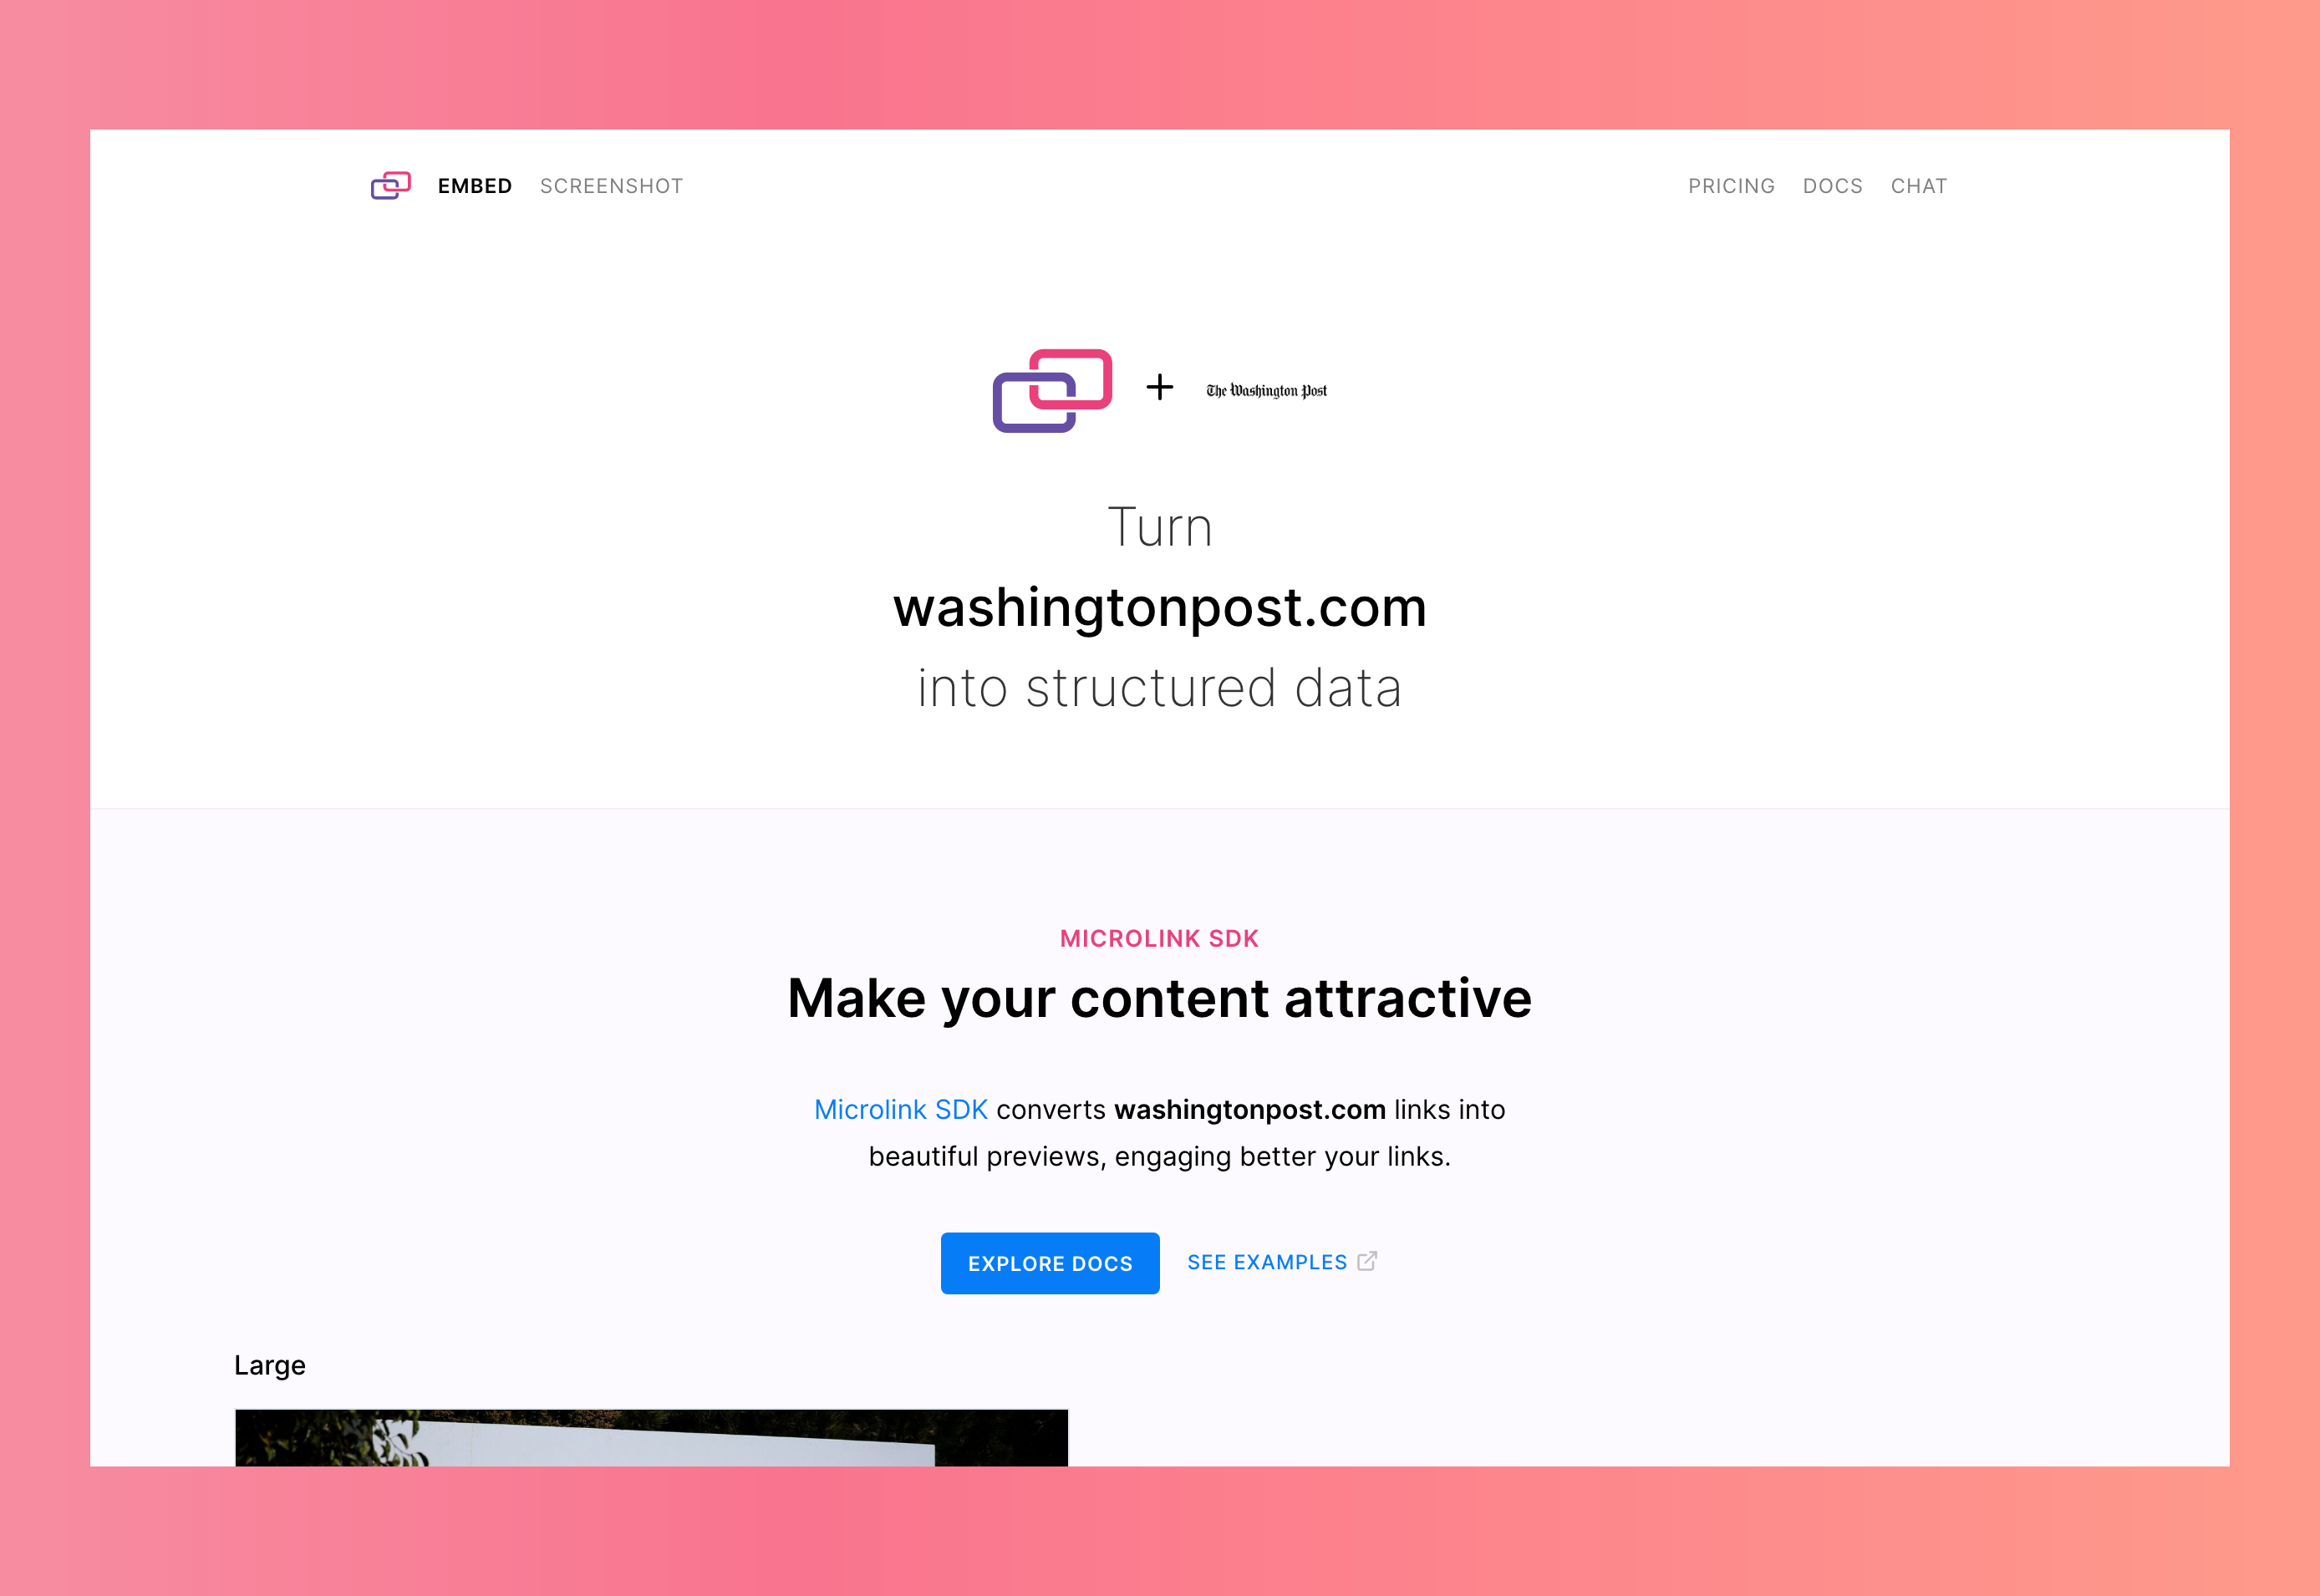 EMBED SCREENSHOT PRICING DOCS CHAT
The Washington Post
Turn
washingtonpost.com
into structured data
MICROLINK SDK
Make your content attractive
Microlink SDK converts washingtonpost.com links into
beautiful previews, engaging better your links.
EXPLORE DOCS SEE EXAMPLES
Large